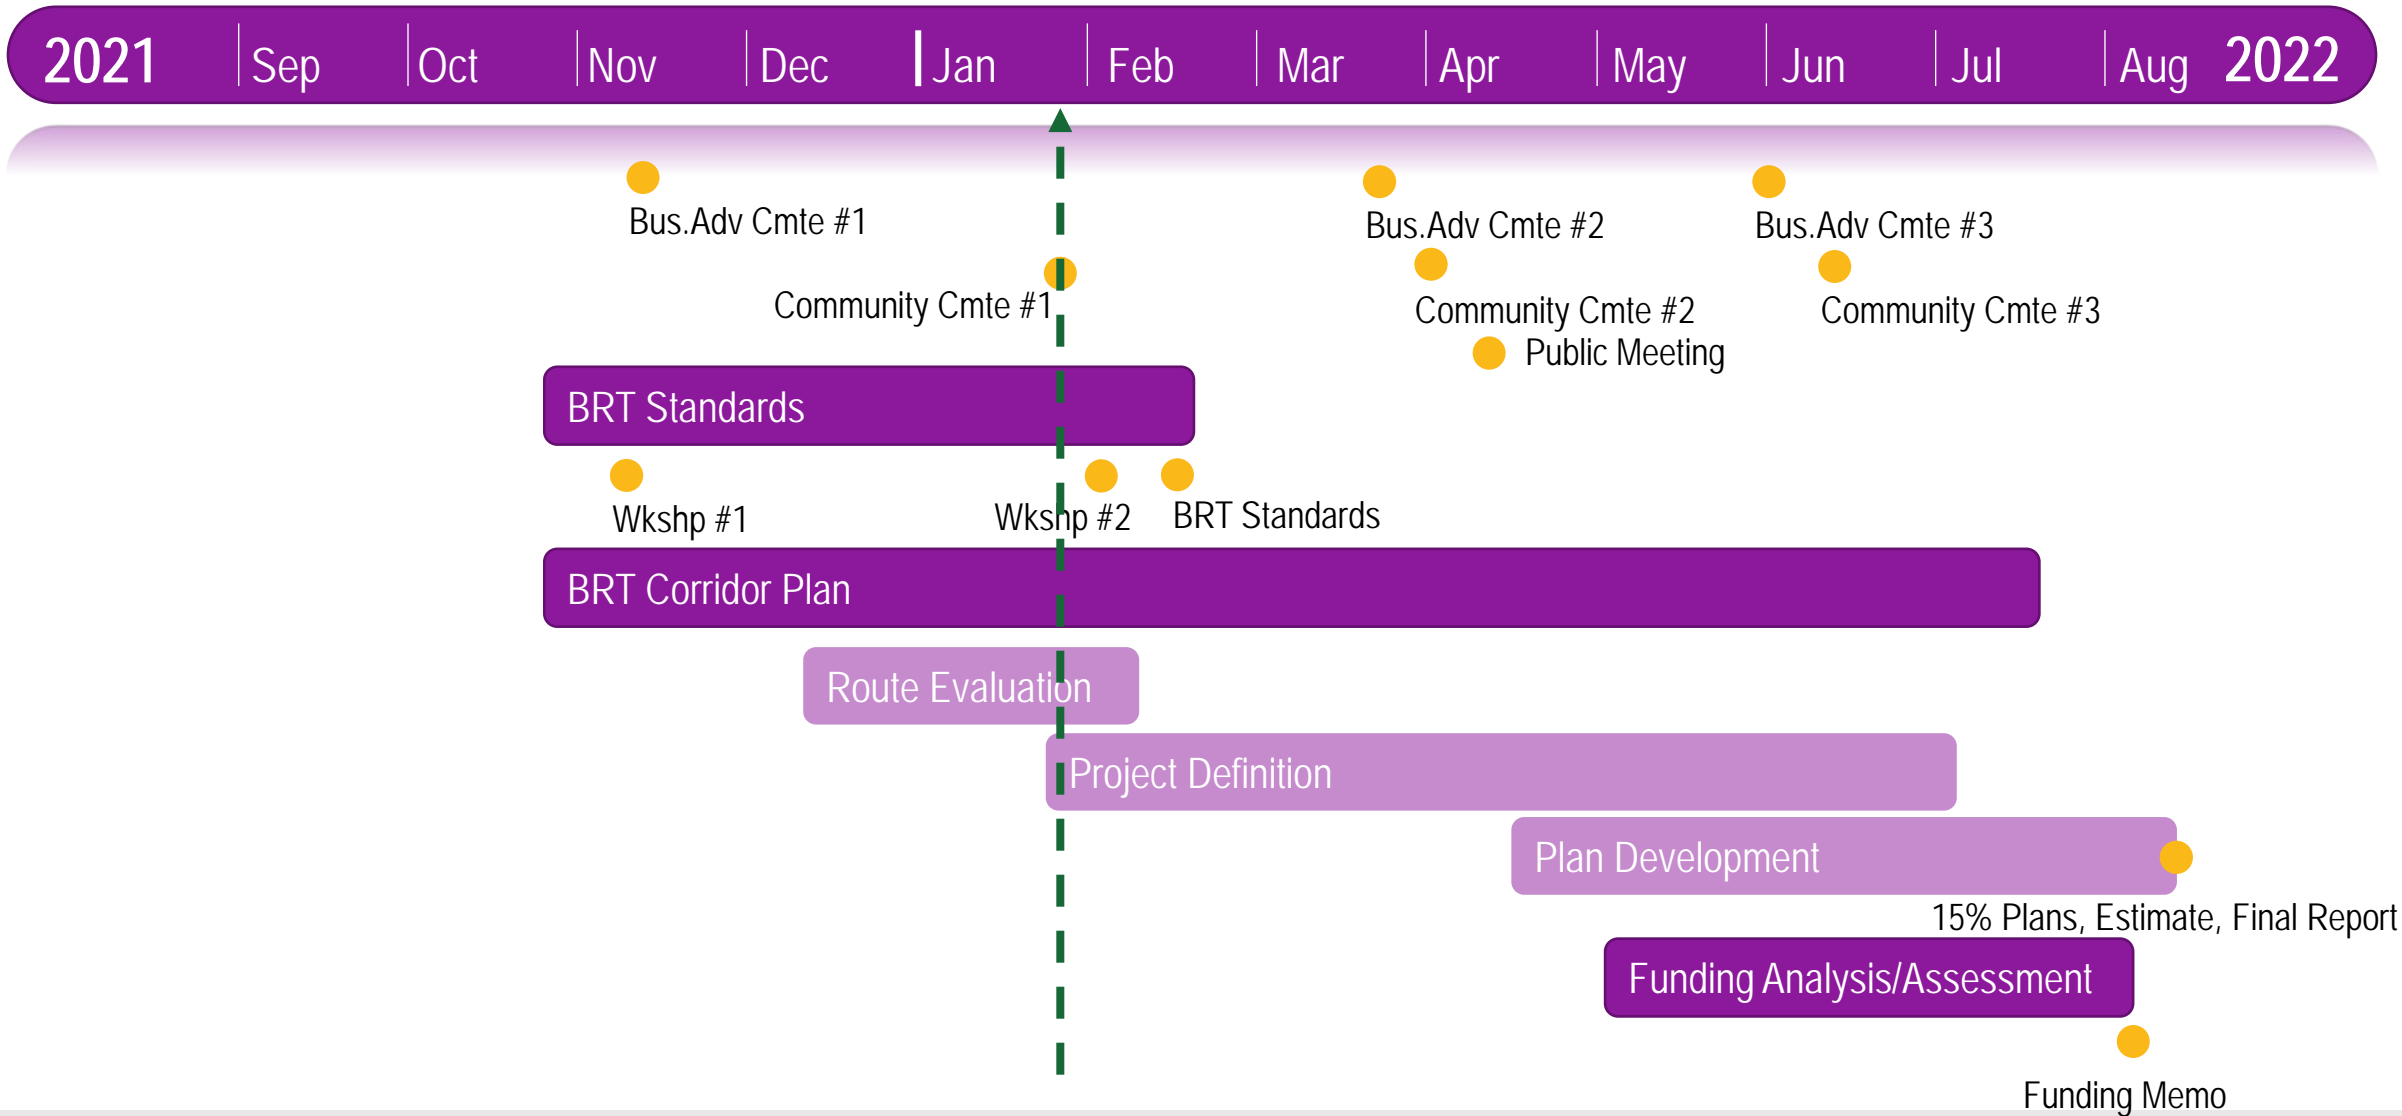 2021 Sep Oct Nov Dec Jan Feb Mar Apr May Jun Jul Aug 2022
Bus.Adv Cmte #1
Bus.Adv Cmte #2
Bus.Adv Cmte #3
Community Cmte #1
Community Cmte #2
Community Cmte #3
Public Meeting
BRT Standards
Wkshp #1
Wkshp #2
BRT Standards
BRT Corridor Plan
Route Evaluation
Project Definition
Plan Development
15% Plans, Estimate, Final Report
Funding Analysis/Assessment
Funding Memo